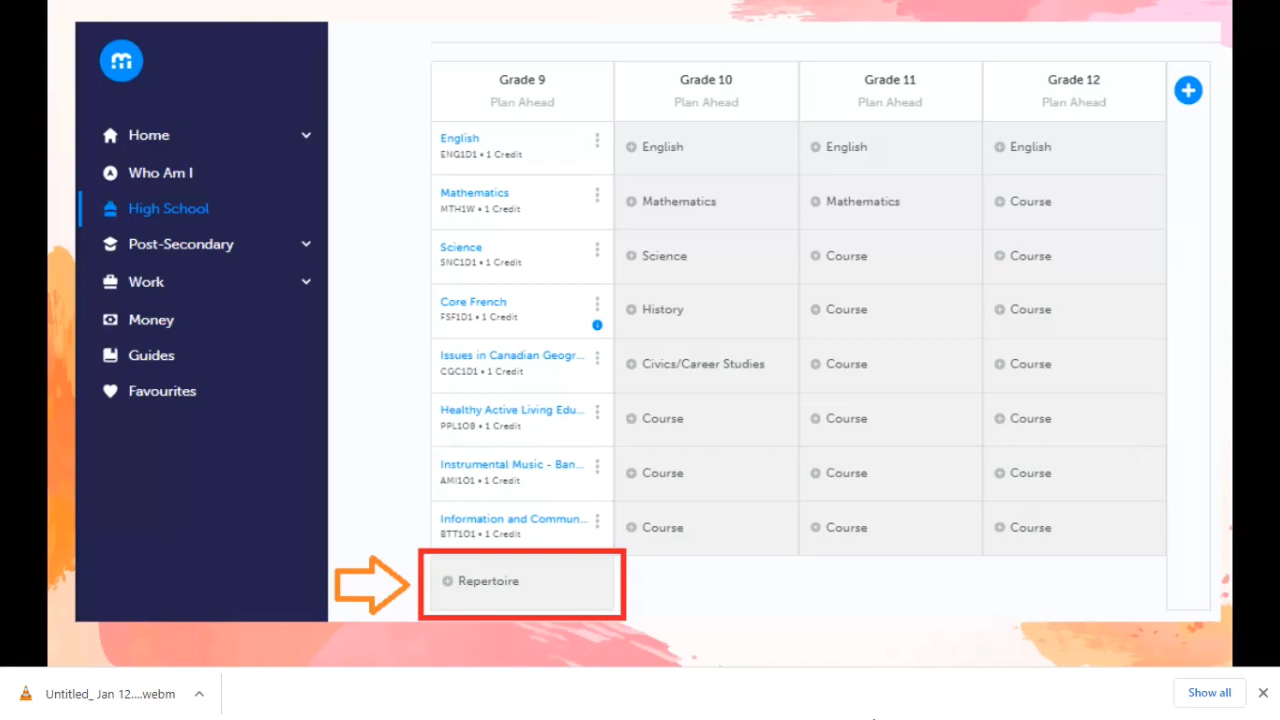 m
Home
Who Am I
High School
Post-Secondary
Work
Money
Guides
Favourites
Grade 9 Grade 10 Grade 11 Grade 12
Plan Ahead Plan Ahead Plan Ahead Plan Ahead
English English English English
ENG1D1 • 1 Credit
Mathematics Mathematics Mathematics Course
MTH1W • 1 Credit
Science Science Course Course
SNC1D1 • 1 Credit
Core French History Course Course
FSF1D1 • 1 Credit
Issues in Canadian Geogr... Civics/Career Studies Course Course
CGC1D1 • 1 Credit
Healthy Active Living Edu... Course Course Course
PPL1O8 • 1 Credit
Instrumental Music - Ban... Course Course Course
AMI1O1 • 1 Credit
Information and Commun... Course Course Course
BTT1O1 • 1 Credit
Repertoire
Untitled_ Jan 12....webm
Show all